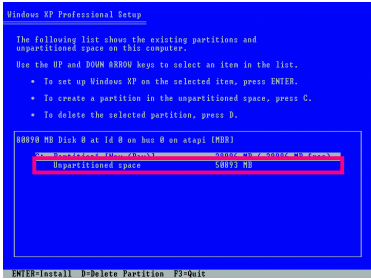 Windows XP Professional Setup
The following list shows the existing partitions and
unpartitioned space on this computer.
Use the UP and DOWN ARROW keys to select an item in the list.
• To set up Windows XP on the selected item, press ENTER.
• To create a partition in the unpartitioned space, press C.
• To delete the selected partition, press D.
80890 MB Disk 0 at Id 0 on bus 0 on atapi [MBR]
Unpartitioned space 50893 MB
ENTER=Install D=Delete Partition F3=Quit